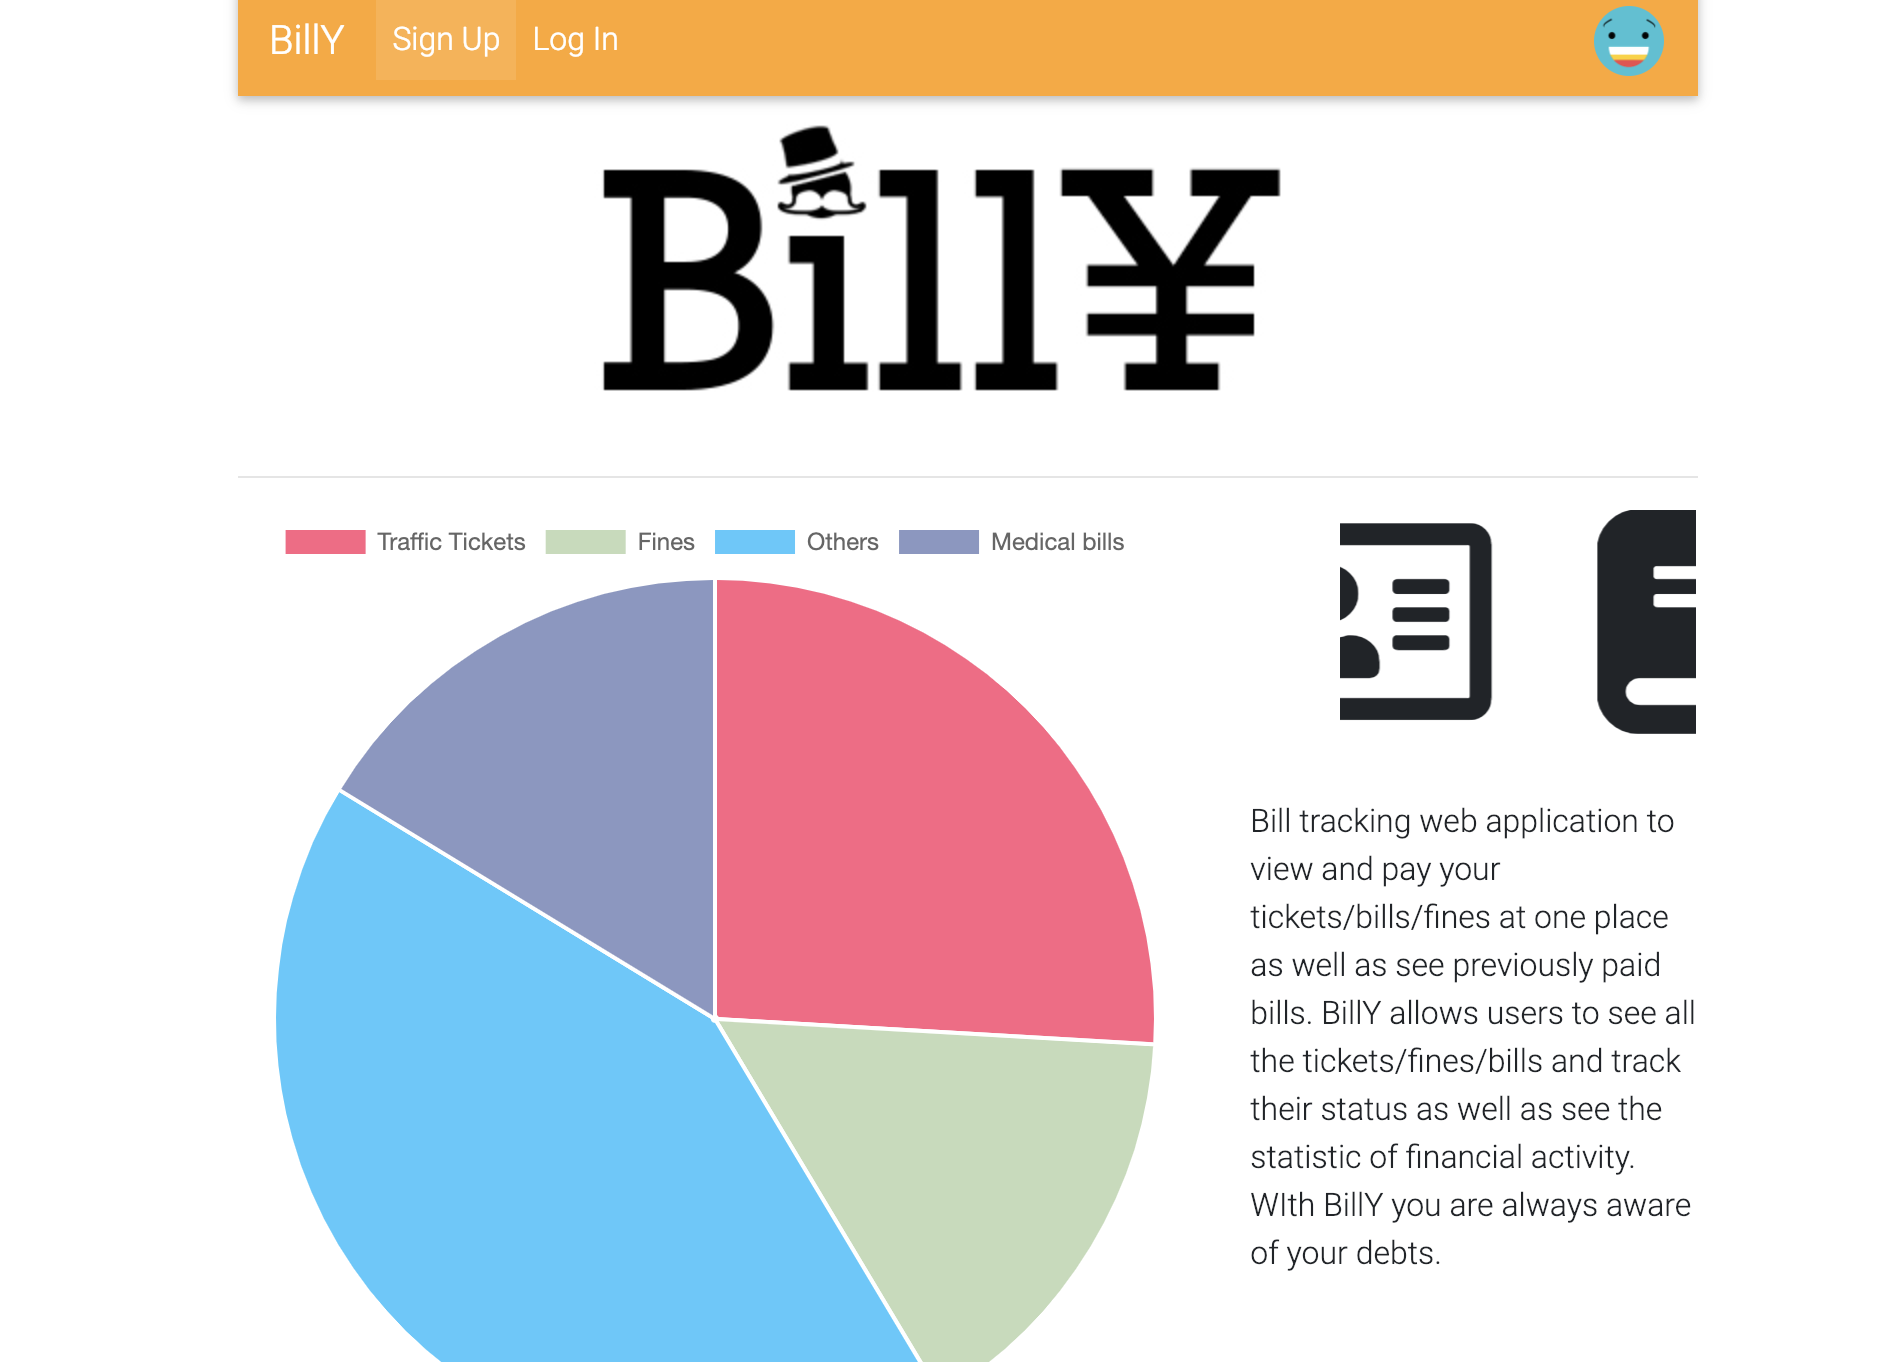 BillY Sign Up Log In
Bill¥
Traffic Tickets Fines Others Medical bills
Bill tracking web application to
view and pay your
tickets/bills/fines at one place
as well as see previously paid
bills. BillY allows users to see all
the tickets/fines/bills and track
their status as well as see the
statistic of financial activity.
WIth BillY you are always aware
of your debts.